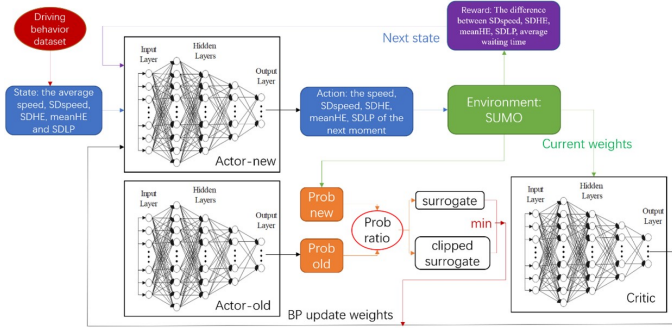 Driving
behavior
dataset
Reward: The difference
between SDspeed, SDHE,
meanHE, SDLP, average
waiting time
Next state
Input
Layer
Hidden
Layers
Output
Layer
State: the average
speed, SDspeed,
SDHE, meanHE
and SDLP
Action: the speed,
SDspeed, SDHE,
meanHE, SDLP of the
next moment
Environment:
SUMO
Actor-new
Current weights
Input
Layer
Hidden
Layers
Output
Layer
Prob
new
Prob
ratio
Prob
old
surrogate
min
clipped
surrogate
Input
Layer
Hidden
Layers
Output
Layer
Actor-old
Critic
BP update weights